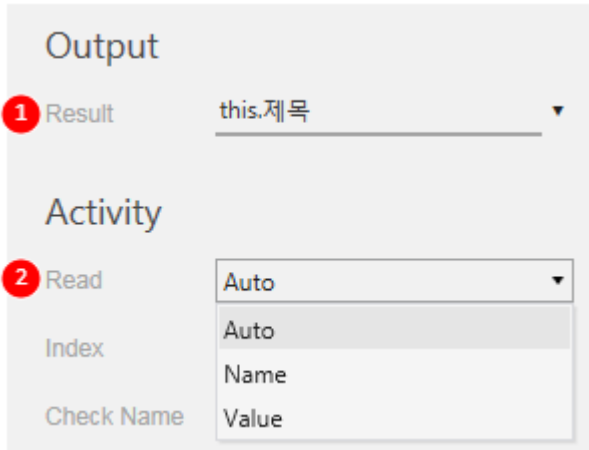 Output
1 Result this.제목
Activity
2 Read Auto
Auto
Index
Name
Check Name
Value